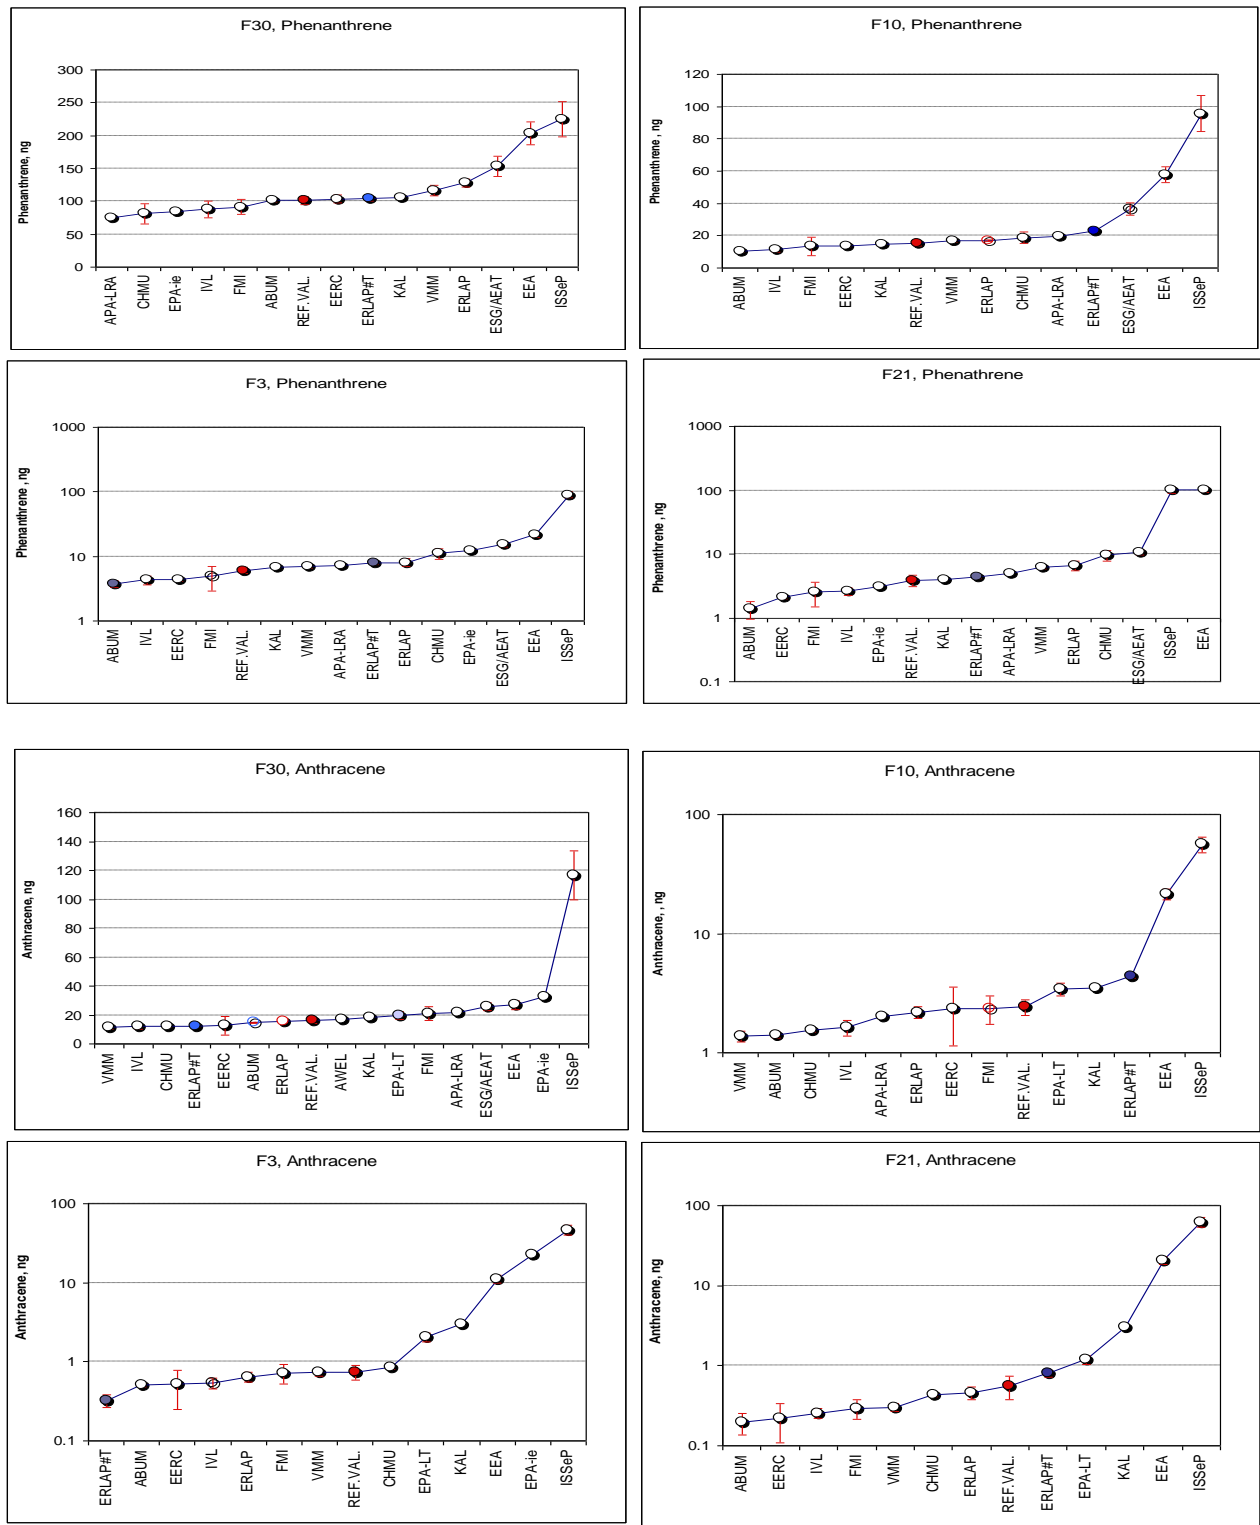 F30, Phenanthrene
Phenanthrene, ng
300
250
200
150
100
50
0
APA-LRA
CHMU
EPA-ie
IVL
FMI
ABUM
REF.VAL.
EERC
ERLAP#T
KAL
VMM
ERLAP
ESG/AEAT
EEA
ISSeP
F10, Phenanthrene
Phenanthrene , ng
120
100
80
60
40
20
0
ABUM
IVL
FMI
EERC
KAL
REF.VAL.
VMM
ERLAP
CHMU
APA-LRA
ERLAP#T
ESG/AEAT
EEA
ISSeP
F3, Phenanthrene
Phenanthrene , ng
1000
100
10
1
ABUM
IVL
EERC
FMI
REF.VAL.
KAL
VMM
APA-LRA
ERLAP#T
ERLAP
CHMU
EPA-ie
ESG/AEAT
EEA
ISSeP
F21, Phenathrene
Phenanthrene , ng
1000
100
10
1
0.1
ABUM
EERC
FMI
IVL
EPA-ie
REF.VAL.
KAL
ERLAP#T
APA-LRA
VMM
ERLAP
CHMU
ESG/AEAT
ISSeP
EEA
F30, Anthracene
Anthracene, ng
160
140
120
100
80
60
40
20
0
VMM
IVL
CHMU
ERLAP#T
EERC
ABUM
ERLAP
REF.VAL.
AWEL
KAL
EPA-LT
FMI
APA-LRA
ESG/AEAT
EEA
EPA-ie
ISSeP
F10, Anthracene
Anthracene, , ng
100
10
1
VMM
ABUM
CHMU
IVL
APA-LRA
ERLAP
EERC
FMI
REF.VAL.
EPA-LT
KAL
ERLAP#T
EEA
ISSeP
F3, Anthracene
Anthracene, ng
100
10
1
0.1
ERLAP#T
ABUM
EERC
IVL
ERLAP
FMI
VMM
REF.VAL.
CHMU
EPA-LT
KAL
EEA
EPA-ie
ISSeP
F21, Anthracene
Anthracene, ng
100
10
1
0.1
ABUM
EERC
IVL
FMI
VMM
CHMU
ERLAP
REF.VAL.
ERLAP#T
EPA-LT
KAL
EEA
ISSeP